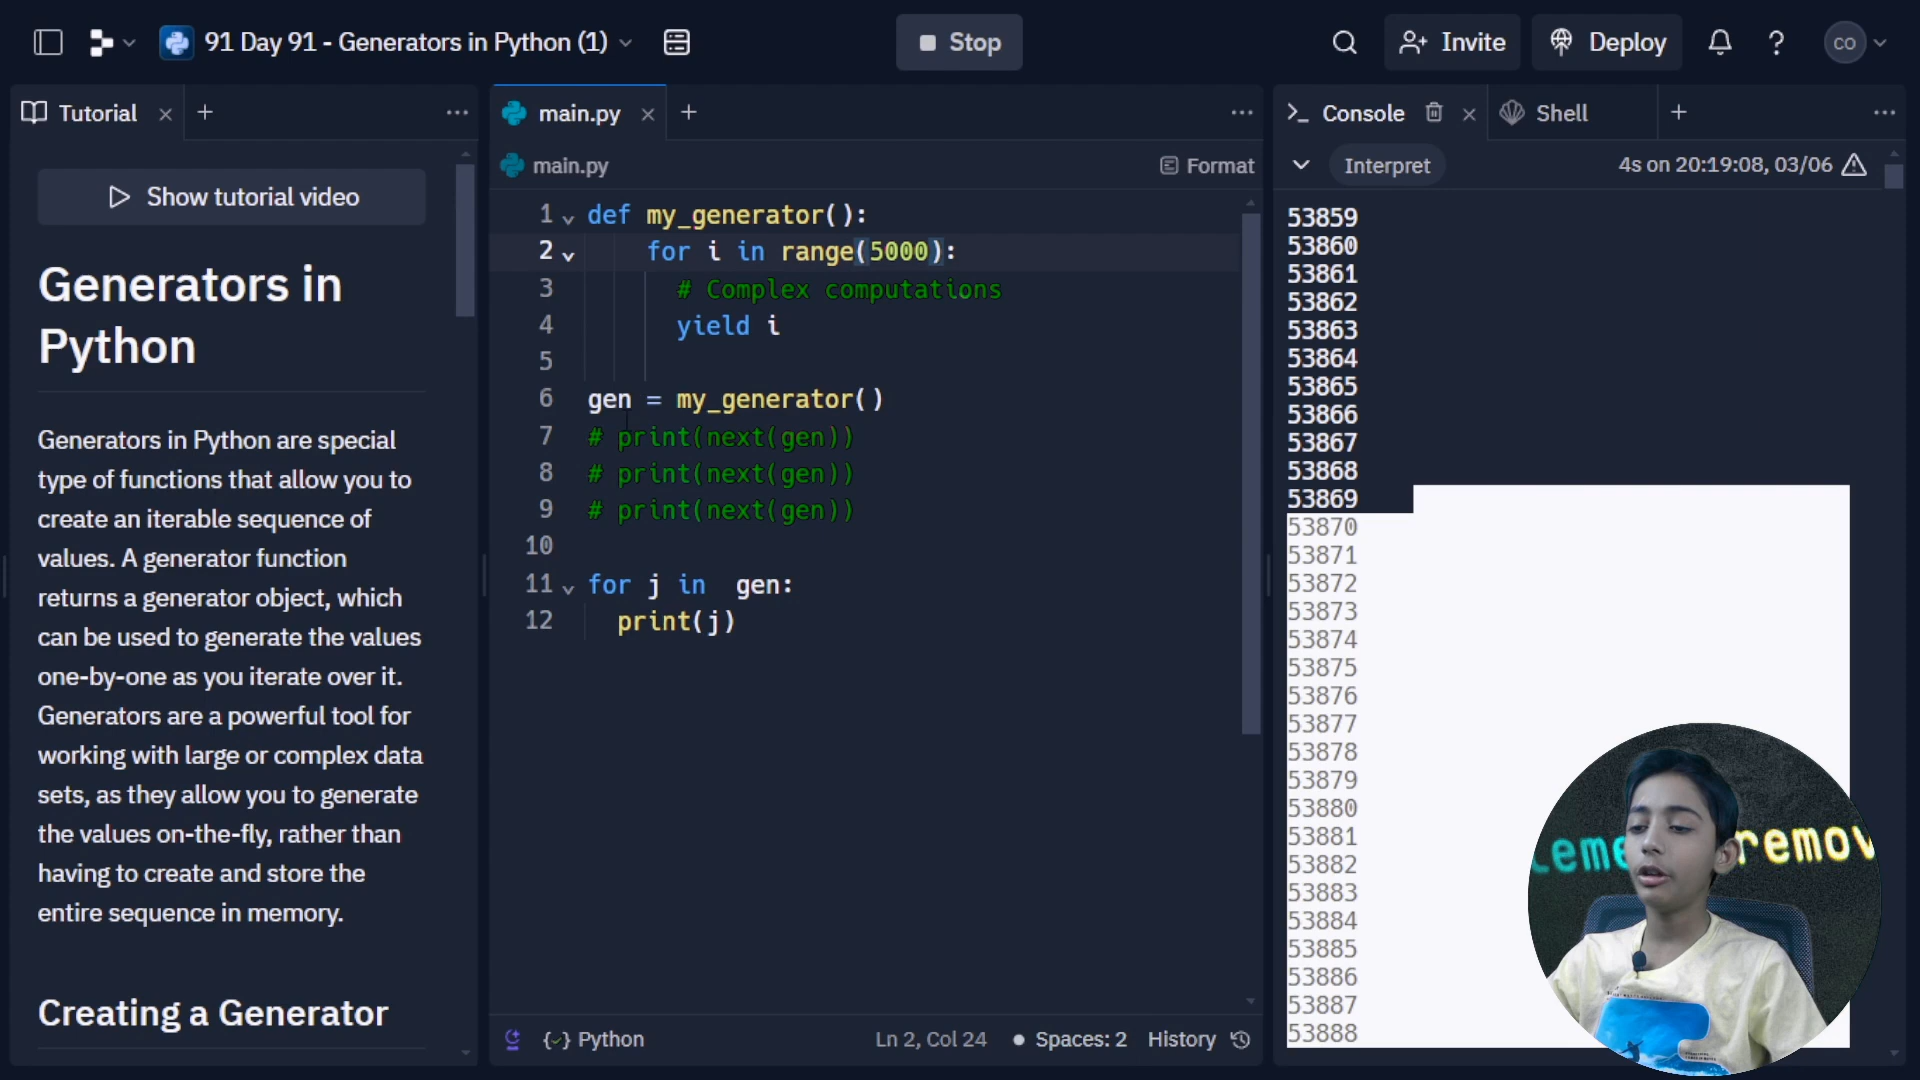 91 Day 91 - Generators in Python (1)
Stop
Invite
Deploy
CO
Tutorial
main.py
Console
Shell
main.py
Format
Interpret
4s on 20:19:08, 03/06
Show tutorial video
Generators in
Python
Generators in Python are special
type of functions that allow you to
create an iterable sequence of
values. A generator function
returns a generator object, which
can be used to generate the values
one-by-one as you iterate over it.
Generators are a powerful tool for
working with large or complex data
sets, as they allow you to generate
the values on-the-fly, rather than
having to create and store the
entire sequence in memory.
Creating a Generator
1 def my_generator():
2 for i in range(5000):
3 # Complex computations
4 yield i
5
6 gen = my_generator()
7 # print(next(gen))
8 # print(next(gen))
9 # print(next(gen))
10
11 for j in  gen:
12 print(j)
{} Python
Ln 2, Col 24
Spaces: 2
History
53859
53860
53861
53862
53863
53864
53865
53866
53867
53868
53869
53870
53871
53872
53873
53874
53875
53876
53877
53878
53879
53880
53881
53882
53883
53884
53885
53886
53887
53888
leme
remov